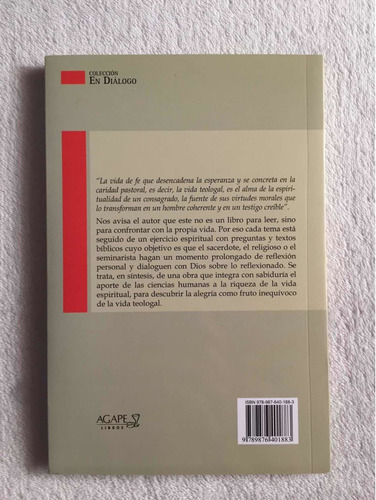 COLECCIÓN
EN DIÁLOGO
"La vida de fe que desencadena la esperanza y se concreta en la
caridad pastoral, es decir, la vida teologal, es el alma de la espiri-
tualidad de un consagrado, la fuente de sus virtudes morales que
lo transforman en un hombre coherente y en un testigo creíble".
Nos avisa el autor que este no es un libro para leer, sino
para confrontar con la propia vida. Por eso cada tema está
seguido de un ejercicio espiritual con preguntas y textos
bíblicos cuyo objetivo es que el sacerdote, el religioso o el
seminarista hagan un momento prolongado de reflexión
personal y dialoguen con Dios sobre lo reflexionado. Se
trata, en síntesis, de una obra que integra con sabiduría el
aporte de las ciencias humanas a la riqueza de la vida
espiritual, para descubrir la alegría como fruto inequívoco
de la vida teologal.
AGAPE
LIBROS
ISBN 978-987-640-188-3
9789876401883